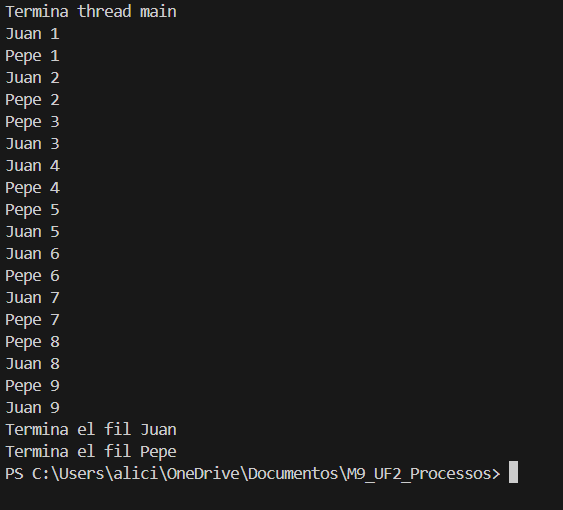 Termina thread main
Juan 1
Pepe 1
Juan 2
Pepe 2
Pepe 3
Juan 3
Juan 4
Pepe 4
Pepe 5
Juan 5
Juan 6
Pepe 6
Juan 7
Pepe 7
Pepe 8
Juan 8
Pepe 9
Juan 9
Termina el fil Juan
Termina el fil Pepe
PS C:\Users\alici\OneDrive\Documentos\M9_UF2_Processos>